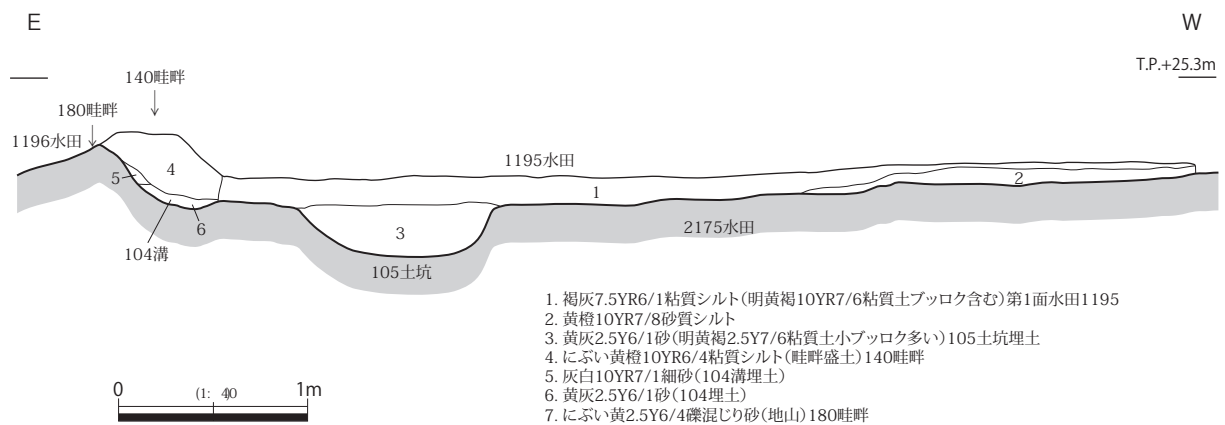 E
W
T.P.+25.3m
140畦畔
180畦畔
1196水田
1195水田
4
5
6
104溝
3
105土坑
1
2
2175水田
1. 褐灰7.5YR6/1粘質シルト(明黄褐10YR7/6粘質土ブッロク含む)第1面水田1195
2. 黄橙10YR7/8砂質シルト
3. 黄灰2.5Y6/1砂(明黄褐2.5Y7/6粘質土小ブッロク多い)105土坑埋土
4. にぶい黄橙10YR6/4粘質シルト(畦畔盛土)140畦畔
5. 灰白10YR7/1細砂(104溝埋土)
6. 黄灰2.5Y6/1砂(104埋土)
7. にぶい黄2.5Y6/4礫混じり砂(地山)180畦畔
0
(1: 40)
1m